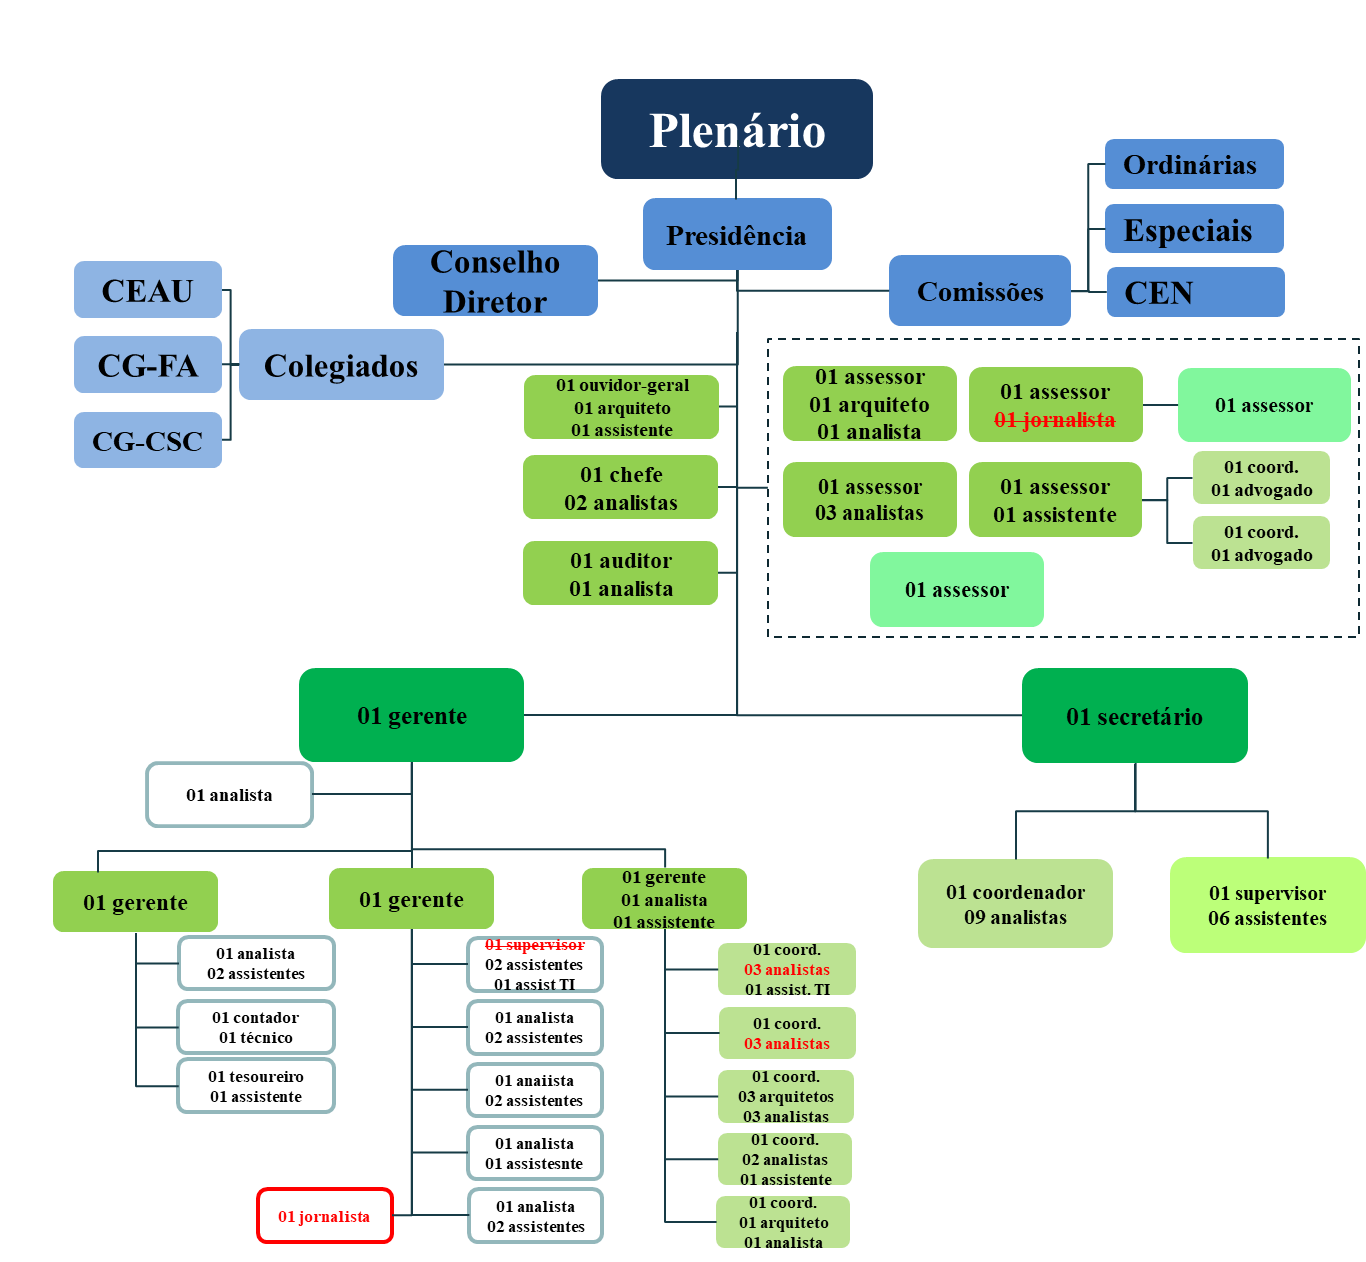 Plenário
Presidência
Conselho
Diretor
Comissões
Ordinárias
Especiais
CEN
CEAU
CG-FA
CG-CSC
Colegiados
01 ouvidor-geral
01 arquiteto
01 assistente
01 chefe
02 analistas
01 auditor
01 analista
01 assessor
01 arquiteto
01 analista
01 assessor
01 jornalista
01 assessor
01 assessor
03 analistas
01 assessor
01 assistente
01 coord.
01 advogado
01 coord.
01 advogado
01 assessor
01 gerente
01 secretário
01 analista
01 gerente
01 analista
02 assistentes
01 contador
01 técnico
01 tesoureiro
01 assistente
01 gerente
01 supervisor
02 assistentes
01 assist TI
01 analista
02 assistentes
01 anaiista
02 assistentes
01 analista
01 assistesnte
01 analista
02 assistentes
01 jornalista
01 gerente
01 analista
01 assistente
01 coord.
03 analistas
01 assist. TI
01 coord.
03 analistas
01 coord.
03 arquitetos
03 analistas
01 coord.
02 analistas
01 assistente
01 coord.
01 arquiteto
01 analista
01 coordenador
09 analistas
01 supervisor
06 assistentes